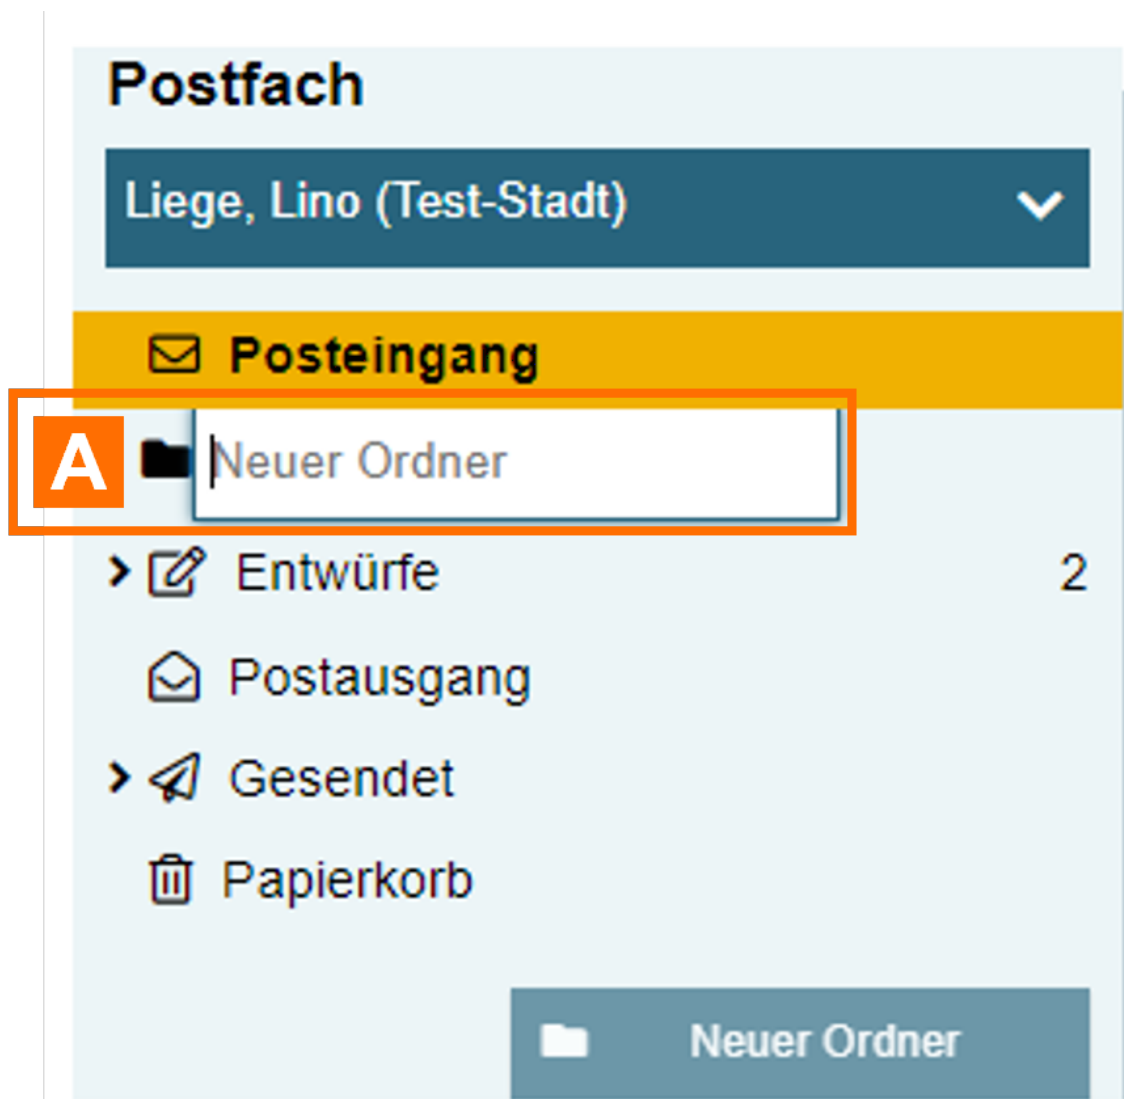 Postfach
Liege, Lino (Test-Stadt)
Posteingang
A Neuer Ordner
Entwürfe 2
Postausgang
Gesendet
Papierkorb
Neuer Ordner